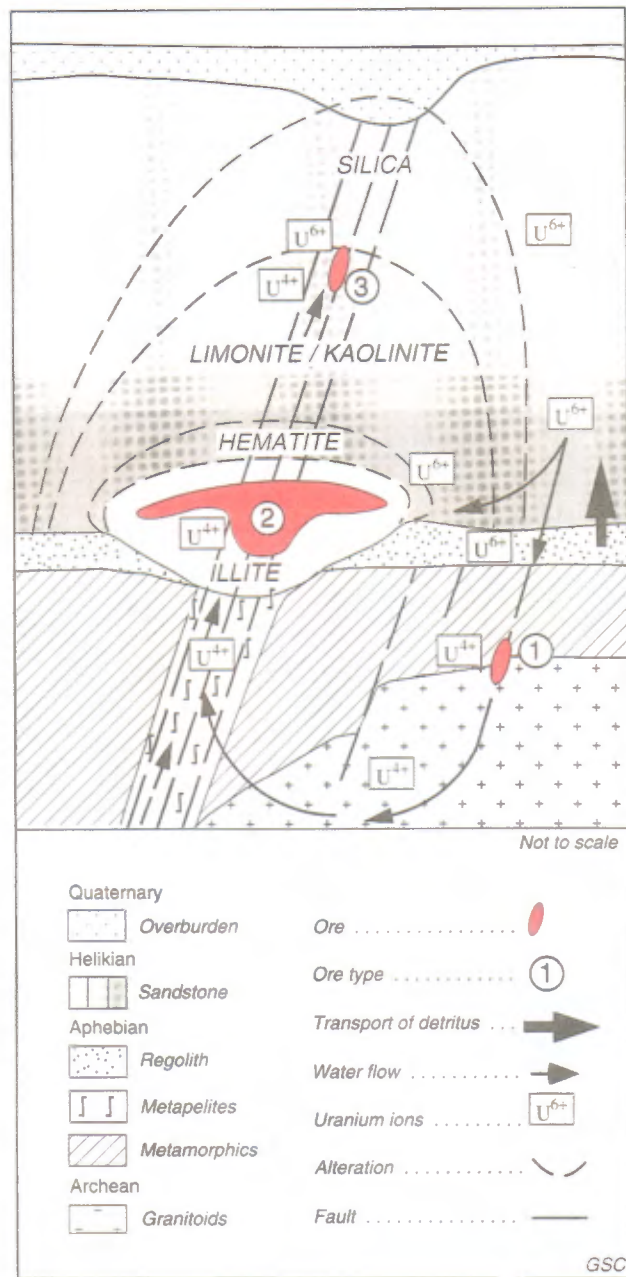 SILICA
U6+
U6+
U4+
3
LIMONITE / KAOLINITE
U6+
HEMATITE
U6+
2
U4+
U6+
ILLITE
U4+
U4+
1
U4+
Not to scale
Quaternary
Overburden
Helikian
Sandstone
Aphebian
Regolith
Metapelites
Metamorphics
Archean
Granitoids
Ore
Ore type
1
Transport of detritus
Water flow
Uranium ions
U6+
Alteration
Fault
GSC